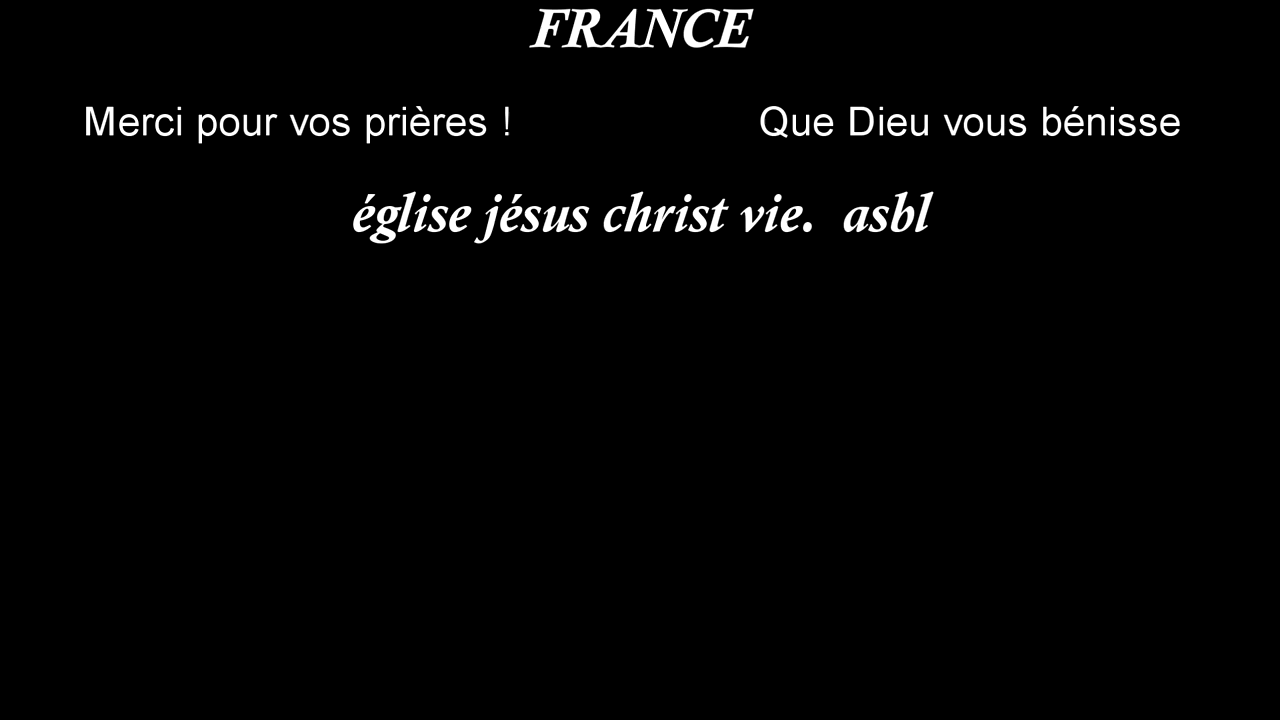 FRANCE
Merci pour vos prières ! Que Dieu vous bénisse
église jésus christ vie. asbl